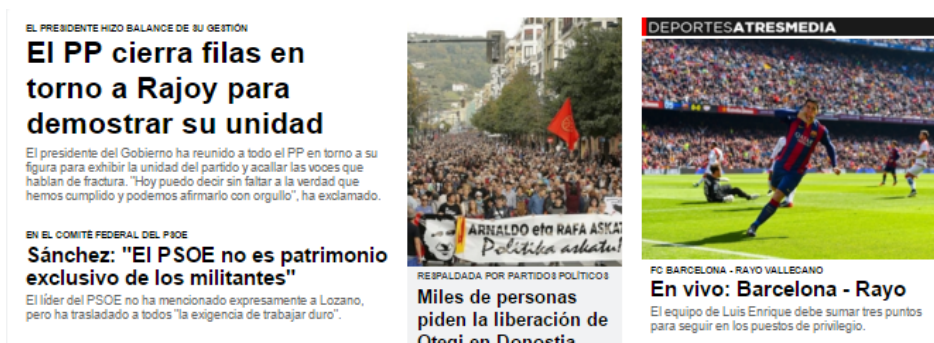 EL PRESIDENTE HIZO BALANCE DE SU GESTIÓN
El PP cierra filas en
torno a Rajoy para
demostrar su unidad
El presidente del Gobierno ha reunido a todo el PP en torno a su
figura para exhibir la unidad del partido y acallar las voces que
hablan de fractura. "Hoy puedo decir sin faltar a la verdad que
hemos cumplido y podemos afirmarlo con orgullo", ha exclamado.
EN EL COMITÉ FEDERAL DEL PSOE
Sánchez: "El PSOE no es patrimonio
exclusivo de los militantes"
El líder del PSOE no ha mencionado expresamente a Lozano,
pero ha trasladado a todos "la exigencia de trabajar duro".
ARNALDO eta RAFA ASKAT
Politika askatu!
RESPALDADA POR PARTIDOS POLÍTICOS
Miles de personas
piden la liberación de
Otegi en Donostia
DEPORTESATRESMEDIA
FC BARCELONA - RAYO VALLECANO
En vivo: Barcelona - Rayo
El equipo de Luis Enrique debe sumar tres puntos
para seguir en los puestos de privilegio.